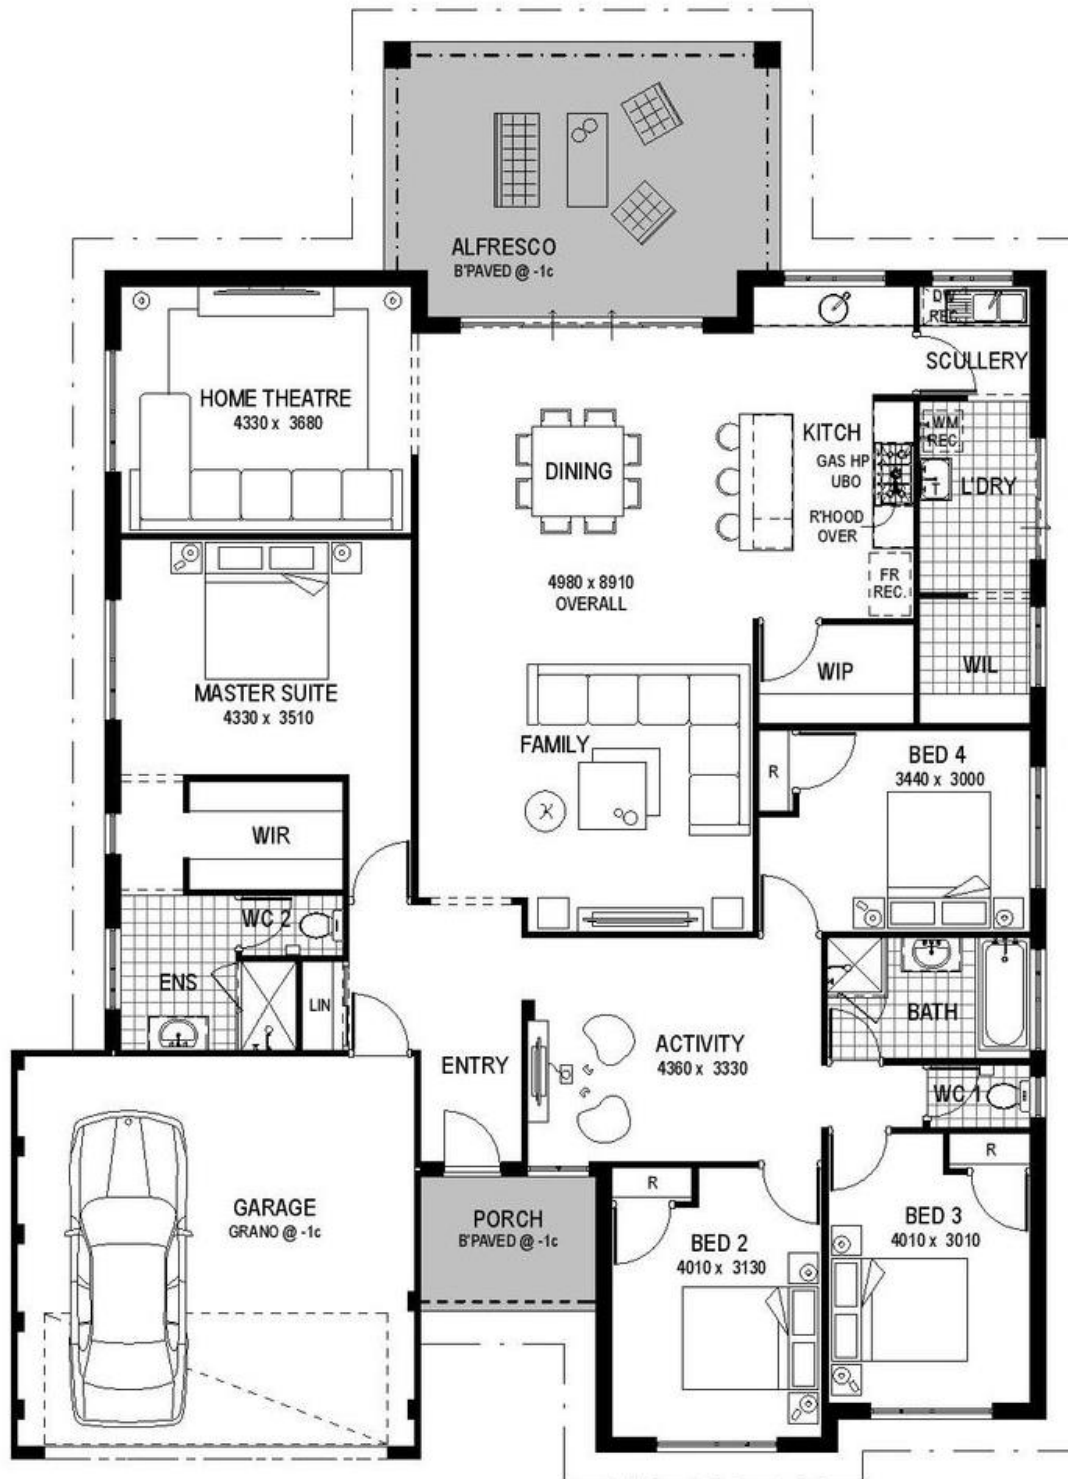 ALFRESCO
B'PAVED @ -1c
DW
REC.
SCULLERY
HOME THEATRE
4330 x 3680
KITCH
GAS HP
UBO
R'HOOD
OVER
WM
REC
L'DRY
DINING
FR
REC.
4980 x 8910
OVERALL
WIP
WIL
MASTER SUITE
4330 x 3510
FAMILY
R
BED 4
3440 x 3000
WIR
WC 2
ENS
LIN
BATH
ENTRY
ACTIVITY
4360 x 3330
WC 1
R
R
GARAGE
GRANO @ -1c
PORCH
B'PAVED @ -1c
BED 2
4010 x 3130
BED 3
4010 x 3010